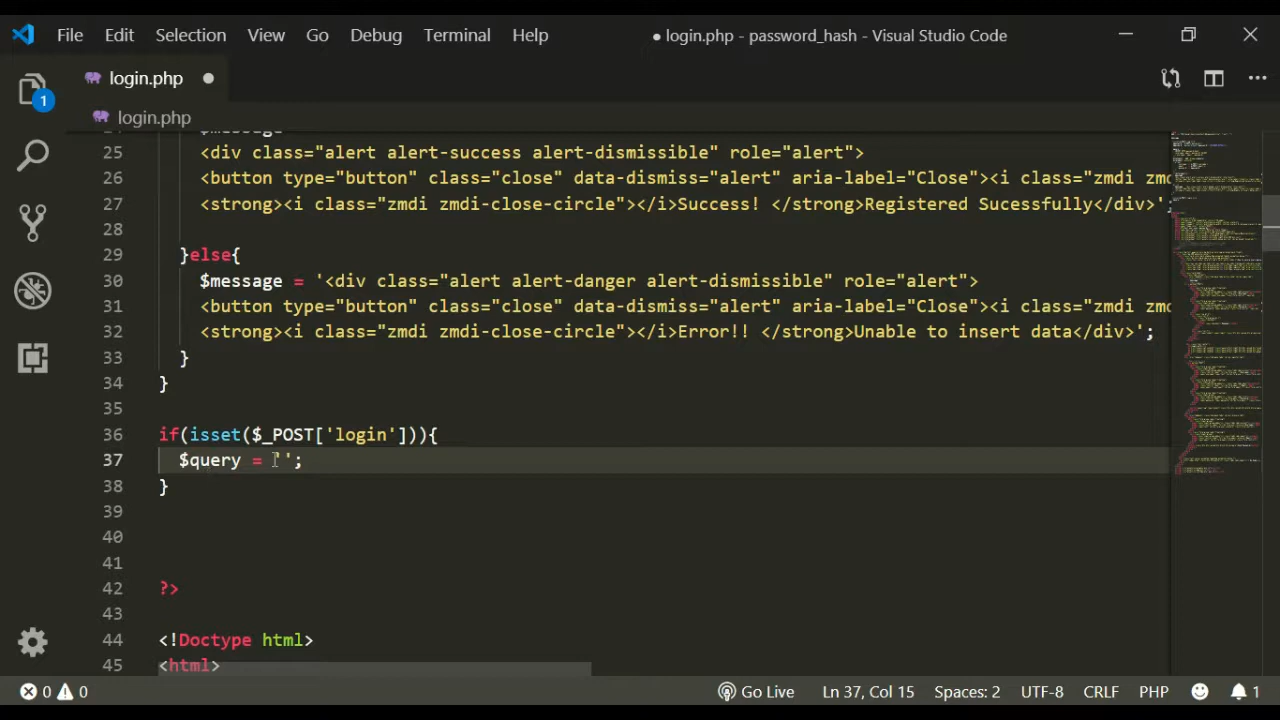 File Edit Selection View Go Debug Terminal Help ● login.php - password_hash - Visual Studio Code
login.php ●
1
login.php
24 $message
25 <div class="alert alert-success alert-dismissible" role="alert">
26 <button type="button" class="close" data-dismiss="alert" aria-label="Close"><i class="zmdi zmd
27 <strong><i class="zmdi zmdi-close-circle"></i>Success! </strong>Registered Sucessfully</div>';
28
29 }else{
30 $message = '<div class="alert alert-danger alert-dismissible" role="alert">
31 <button type="button" class="close" data-dismiss="alert" aria-label="Close"><i class="zmdi zmd
32 <strong><i class="zmdi zmdi-close-circle"></i>Error!! </strong>Unable to insert data</div>';
33 }
34 }
35
36 if(isset($_POST['login'])){
37 $query = '';
38 }
39
40
41
42 ?>
43
44 <!Doctype html>
45 <html>
0 0 Go Live Ln 37, Col 15 Spaces: 2 UTF-8 CRLF PHP 1